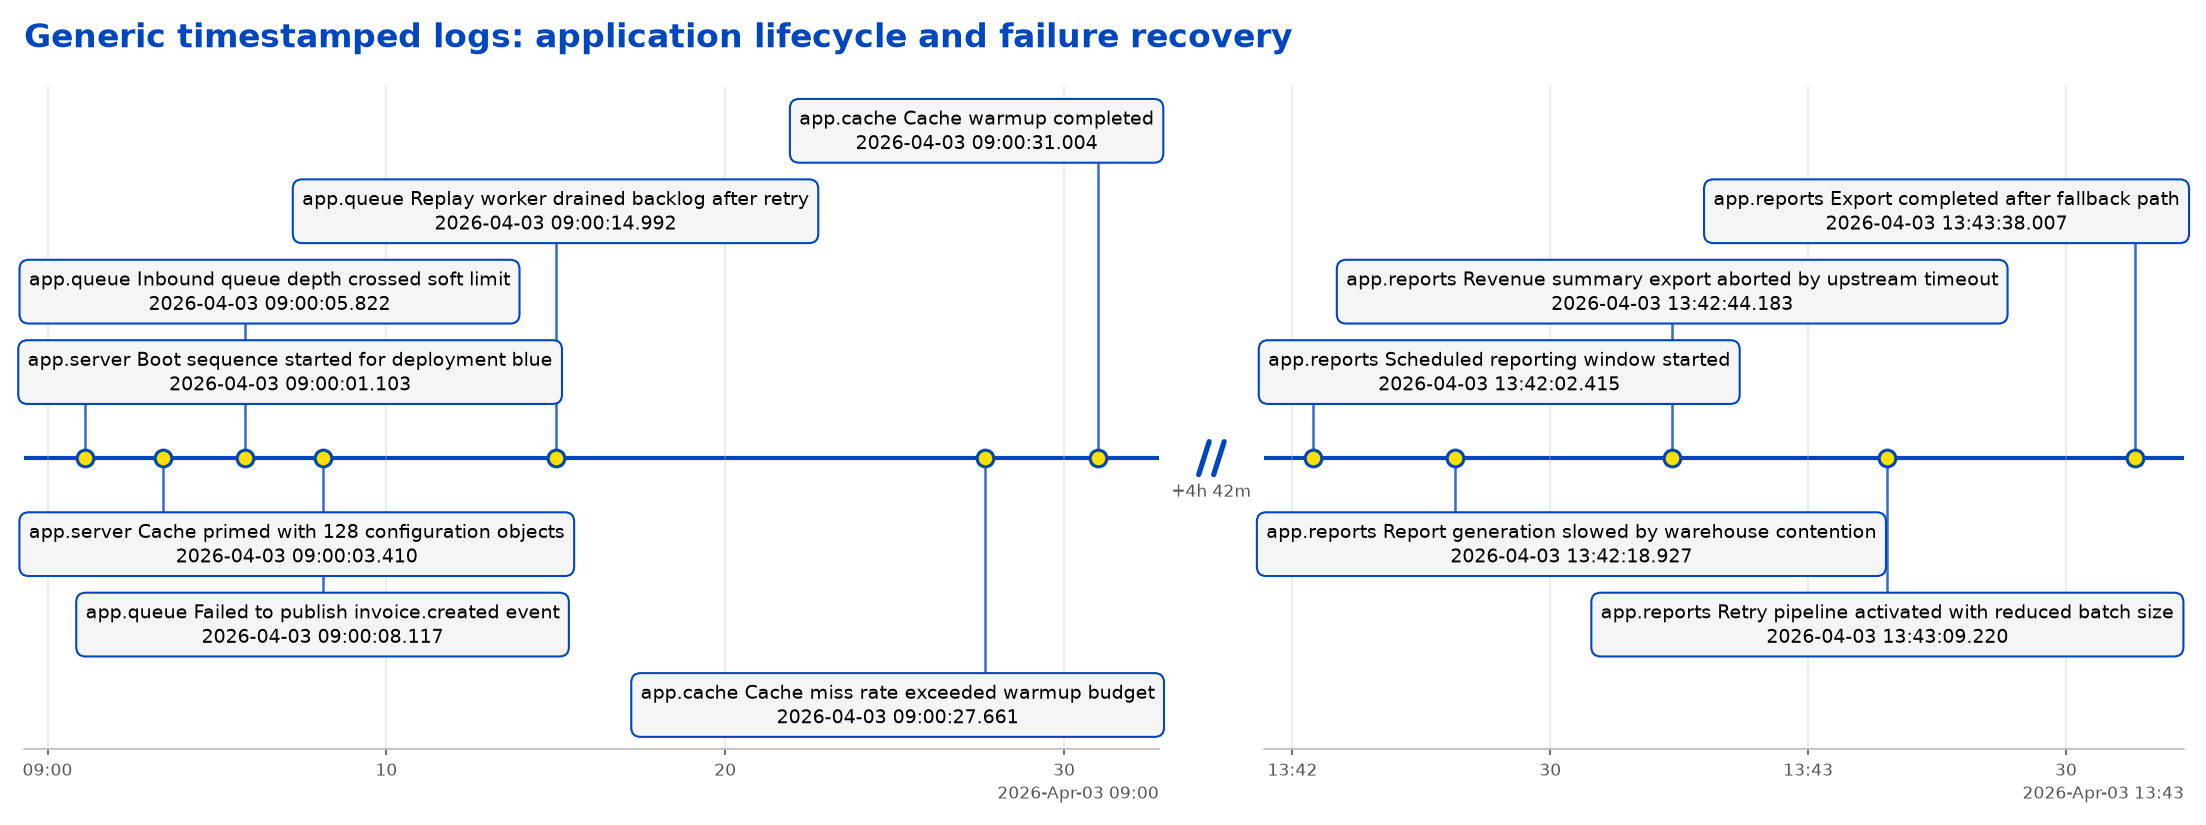 Generic timestamped logs: application lifecycle and failure recovery
app.cache Cache warmup completed
2026-04-03 09:00:31.004
app.queue Replay worker drained backlog after retry
2026-04-03 09:00:14.992
app.queue Inbound queue depth crossed soft limit
2026-04-03 09:00:05.822
app.server Boot sequence started for deployment blue
2026-04-03 09:00:01.103
app.server Cache primed with 128 configuration objects
2026-04-03 09:00:03.410
app.queue Failed to publish invoice.created event
2026-04-03 09:00:08.117
app.cache Cache miss rate exceeded warmup budget
2026-04-03 09:00:27.661
09:00 10 20 30
2026-Apr-03 09:00
+4h 42m
app.reports Export completed after fallback path
2026-04-03 13:43:38.007
app.reports Revenue summary export aborted by upstream timeout
2026-04-03 13:42:44.183
app.reports Scheduled reporting window started
2026-04-03 13:42:02.415
app.reports Report generation slowed by warehouse contention
2026-04-03 13:42:18.927
app.reports Retry pipeline activated with reduced batch size
2026-04-03 13:43:09.220
13:42 30 13:43 30
2026-Apr-03 13:43